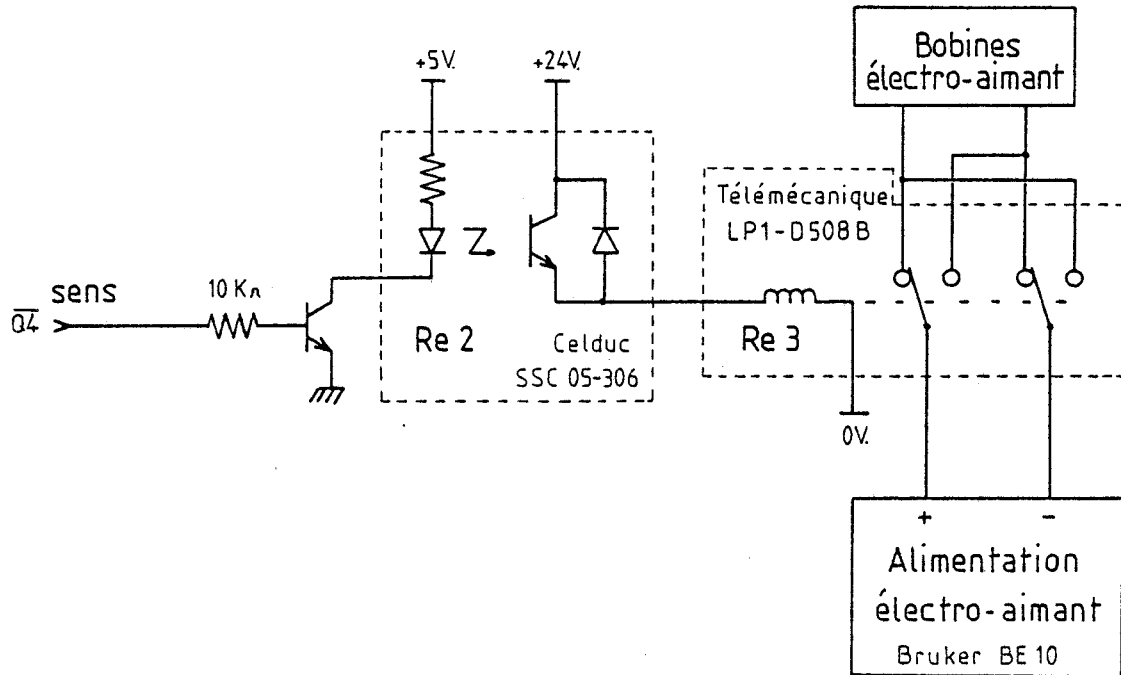 Bobines
électro-aimant
+5V.
+24V.
Télémécanique
LP1-D508B
sens
10 KΩ
Q4
Re 2
Celduc
SSC 05-306
Re 3
0V.
+ -
Alimentation
électro-aimant
Bruker BE 10